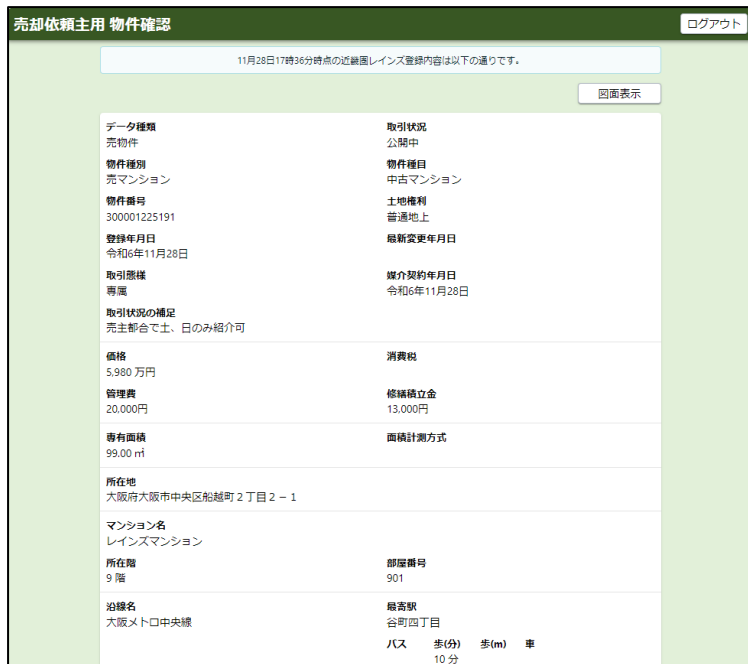 売却依頼主用 物件確認
ログアウト
11月28日17時36分時点の近畿圏レインズ登録内容は以下の通りです。
図面表示
データ種類 取引状況
売物件 公開中
物件種別 物件種目
売マンション 中古マンション
物件番号 土地権利
300001225191 普通地上
登録年月日 最新変更年月日
令和6年11月28日
取引態様 媒介契約年月日
専属 令和6年11月28日
取引状況の補足
売主都合で土、日のみ紹介可
価格 消費税
5,980 万円
管理費 修繕積立金
20,000円 13,000円
専有面積 面積計測方式
99.00 ㎡
所在地
大阪府大阪市中央区船越町２丁目２－１
マンション名
レインズマンション
所在階 部屋番号
9 階 901
沿線名 最寄駅
大阪メトロ中央線 谷町四丁目
バス 歩(分) 歩(m) 車
10 分